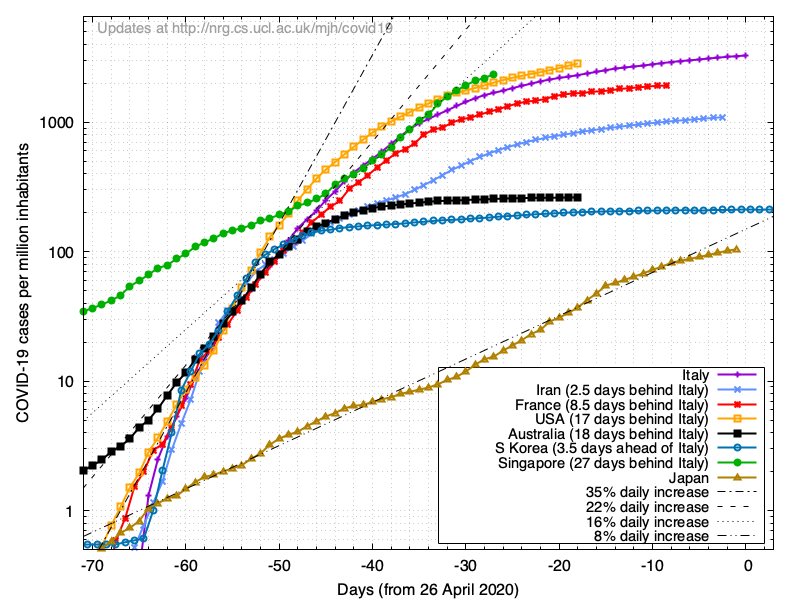 Updates at http://nrg.cs.ucl.ac.uk/mjh/covid19
COVID-19 cases per million inhabitants
1000
100
10
1
Italy
Iran (2.5 days behind Italy)
France (8.5 days behind Italy)
USA (17 days behind Italy)
Australia (18 days behind Italy)
S Korea (3.5 days ahead of Italy)
Singapore (27 days behind Italy)
Japan
35% daily increase
22% daily increase
16% daily increase
8% daily increase
-70 -60 -50 -40 -30 -20 -10 0
Days (from 26 April 2020)